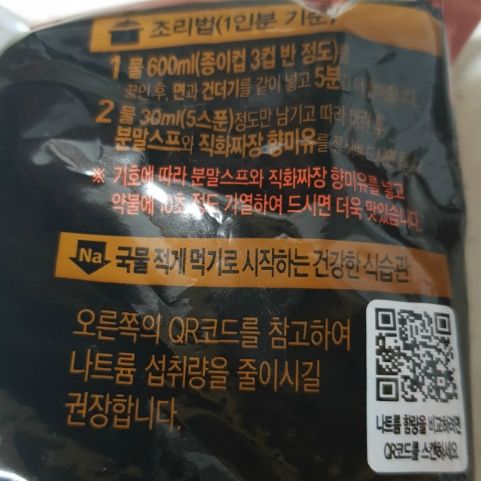 조리법(1인분 기준)
1 물 600ml(종이컵 3컵 반 정도)를
끓인 후, 면과 건더기를 같이 넣고 5분간 더
2 물 30ml(5스푼)정도만 남기고 따라 버린 후
분말스프와 직화짜장 향미유를 드시면
※ 기호에 따라 분말스프와 직화짜장 향미유를 넣고
약불에 10초 정도 가열하여 드시면 더욱 맛있습니다.
Na 국물 적게 먹기로 시작하는 건강한 식습관
오른쪽의 QR코드를 참고하여
나트륨 섭취량을 줄이시길
권장합니다.
나트륨 함량을 비교하려면
QR코드를 스캔하세요.